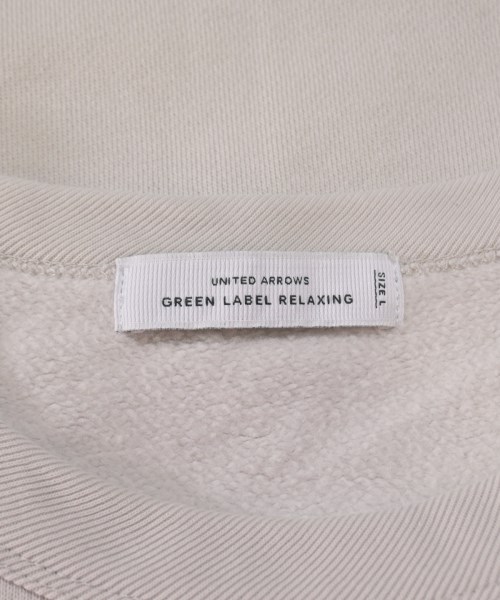 UNITED ARROWS
GREEN LABEL RELAXING
SIZE L